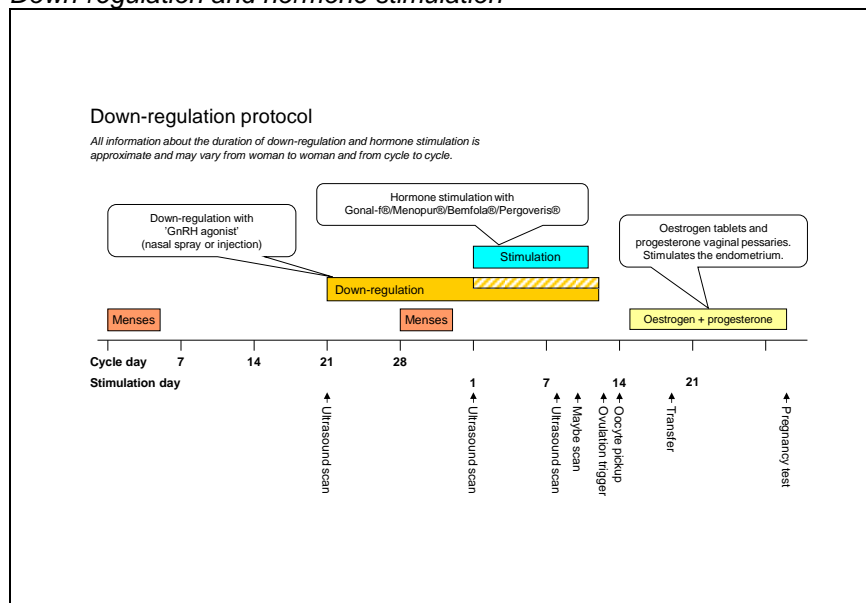 Down-regulation and hormone stimulation
Down-regulation protocol
All information about the duration of down-regulation and hormone stimulation is
approximate and may vary from woman to woman and from cycle to cycle.
Hormone stimulation with
Gonal-f®/Menopur®/Bemfola®/Pergoveris®
Down-regulation with
'GnRH agonist'
(nasal spray or injection)
Oestrogen tablets and
progesterone vaginal pessaries.
Stimulates the endometrium.
Stimulation
Down-regulation
Menses
Menses
Oestrogen + progesterone
Cycle day 7 14 21 28
Stimulation day 1 7 14 21
Ultrasound scan
Ultrasound scan
Ultrasound scan
Maybe scan
Ovulation trigger
Oocyte pickup
Transfer
Pregnancy test